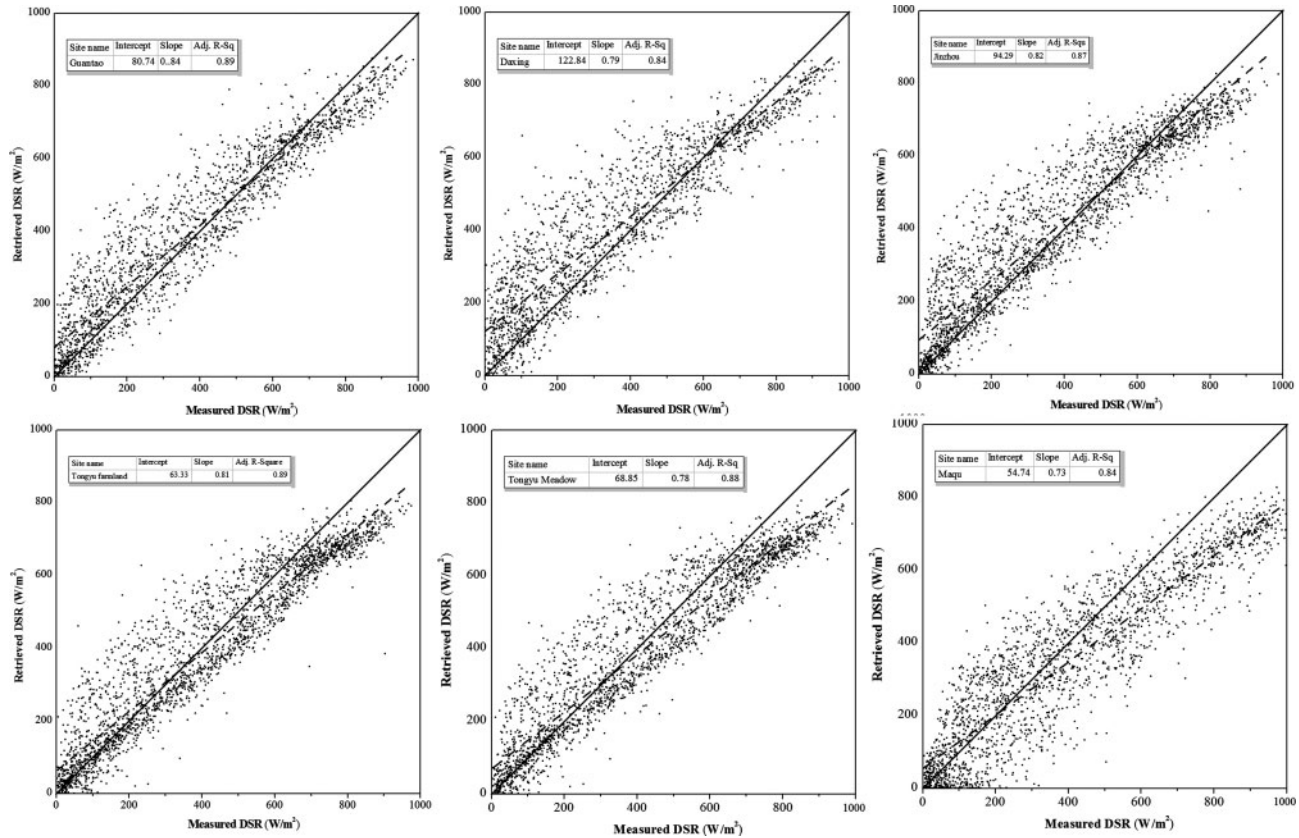 Site name Intercept Slope Adj. R-Sq
Guantao 80.74 0..84 0.89
1000
800
600
400
200
0
Retrieved DSR (W/m²)
0 200 400 600 800 1000
Measured DSR (W/m²)
Site name Intercept Slope Adj. R-Sq
Daxing 122.84 0.79 0.84
1000
800
600
400
200
0
Retrieved DSR (W/m²)
0 200 400 600 800 1000
Measured DSR (W/m²)
Site name Intercept Slope Adj. R-Squ
Jinzhou 94.29 0.82 0.87
1000
800
600
400
200
0
Retrieved DSR (W/m²)
0 200 400 600 800 1000
Measured DSR (W/m²)
Site name Intercept Slope Adj. R-Square
Tongyu farmland 63.33 0.81 0.89
1000
800
600
400
200
0
Retrieved DSR (W/m²)
0 200 400 600 800 1000
Measured DSR (W/m²)
Site name Intercept Slope Adj. R-Sq
Tongyu Meadow 68.85 0.78 0.88
1000
800
600
400
200
0
Retrieved DSR (W/m²)
0 200 400 600 800 1000
Measured DSR (W/m²)
Site name Intercept Slope Adj. R-Sq
Maqu 54.74 0.73 0.84
1000
800
600
400
200
0
Retrieved DSR (W/m²)
0 200 400 600 800 1000
Measured DSR (W/m²)